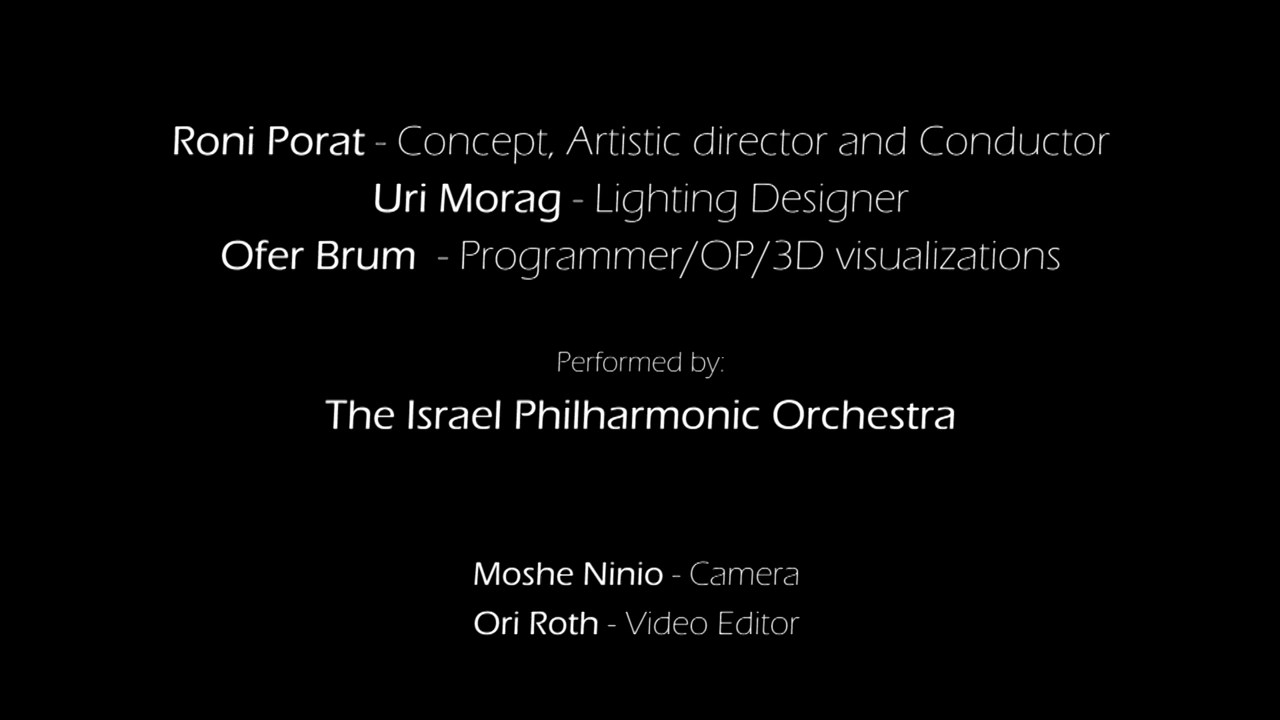 Roni Porat - Concept, Artistic director and Conductor
Uri Morag - Lighting Designer
Ofer Brum - Programmer/OP/3D visualizations
Performed by:
The Israel Philharmonic Orchestra
Moshe Ninio - Camera
Ori Roth - Video Editor